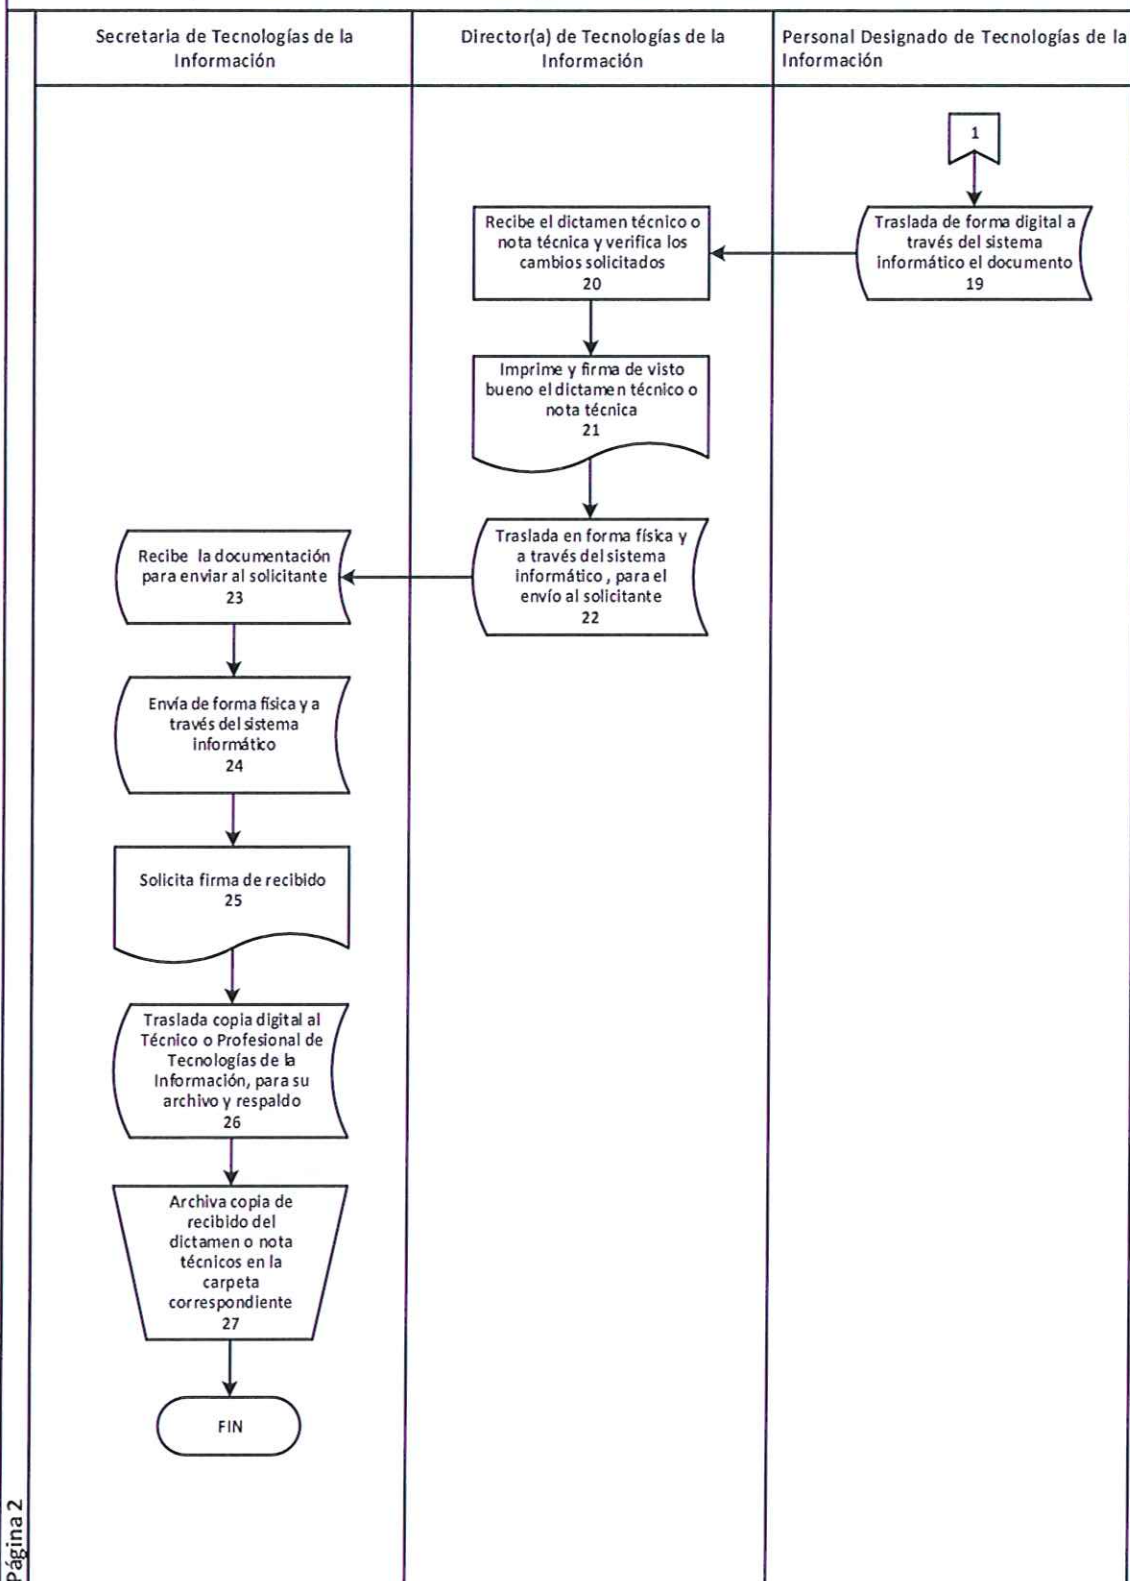 Secretaria de Tecnologías de la
Información
Director(a) de Tecnologías de la
Información
Personal Designado de Tecnologías de la
Información
1
Traslada de forma digital a
través del sistema
informático el documento
19
Recibe el dictamen técnico o
nota técnica y verifica los
cambios solicitados
20
Imprime y firma de visto
bueno el dictamen técnico o
nota técnica
21
Traslada en forma física y
a través del sistema
informático , para el
envío al solicitante
22
Recibe la documentación
para enviar al solicitante
23
Envía de forma física y a
través del sistema
informático
24
Solicita firma de recibido
25
Traslada copia digital al
Técnico o Profesional de
Tecnologías de la
Información, para su
archivo y respaldo
26
Archiva copia de
recibido del
dictamen o nota
técnicos en la
carpeta
correspondiente
27
FIN
Página 2